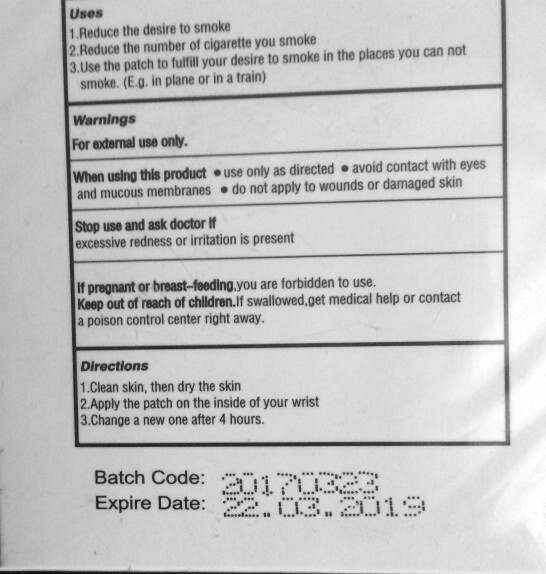 Uses
1.Reduce the desire to smoke
2.Reduce the number of cigarette you smoke
3.Use the patch to fulfill your desire to smoke in the places you can not
smoke. (E.g. in plane or in a train)
Warnings
For external use only.
When using this product ● use only as directed ● avoid contact with eyes
and mucous membranes ● do not apply to wounds or damaged skin
Stop use and ask doctor if
excessive redness or irritation is present
If pregnant or breast-feeding,you are forbidden to use.
Keep out of reach of children.If swallowed,get medical help or contact
a poison control center right away.
Directions
1.Clean skin, then dry the skin
2.Apply the patch on the inside of your wrist
3.Change a new one after 4 hours.
Batch Code: 20170323
Expire Date: 22.03.2019